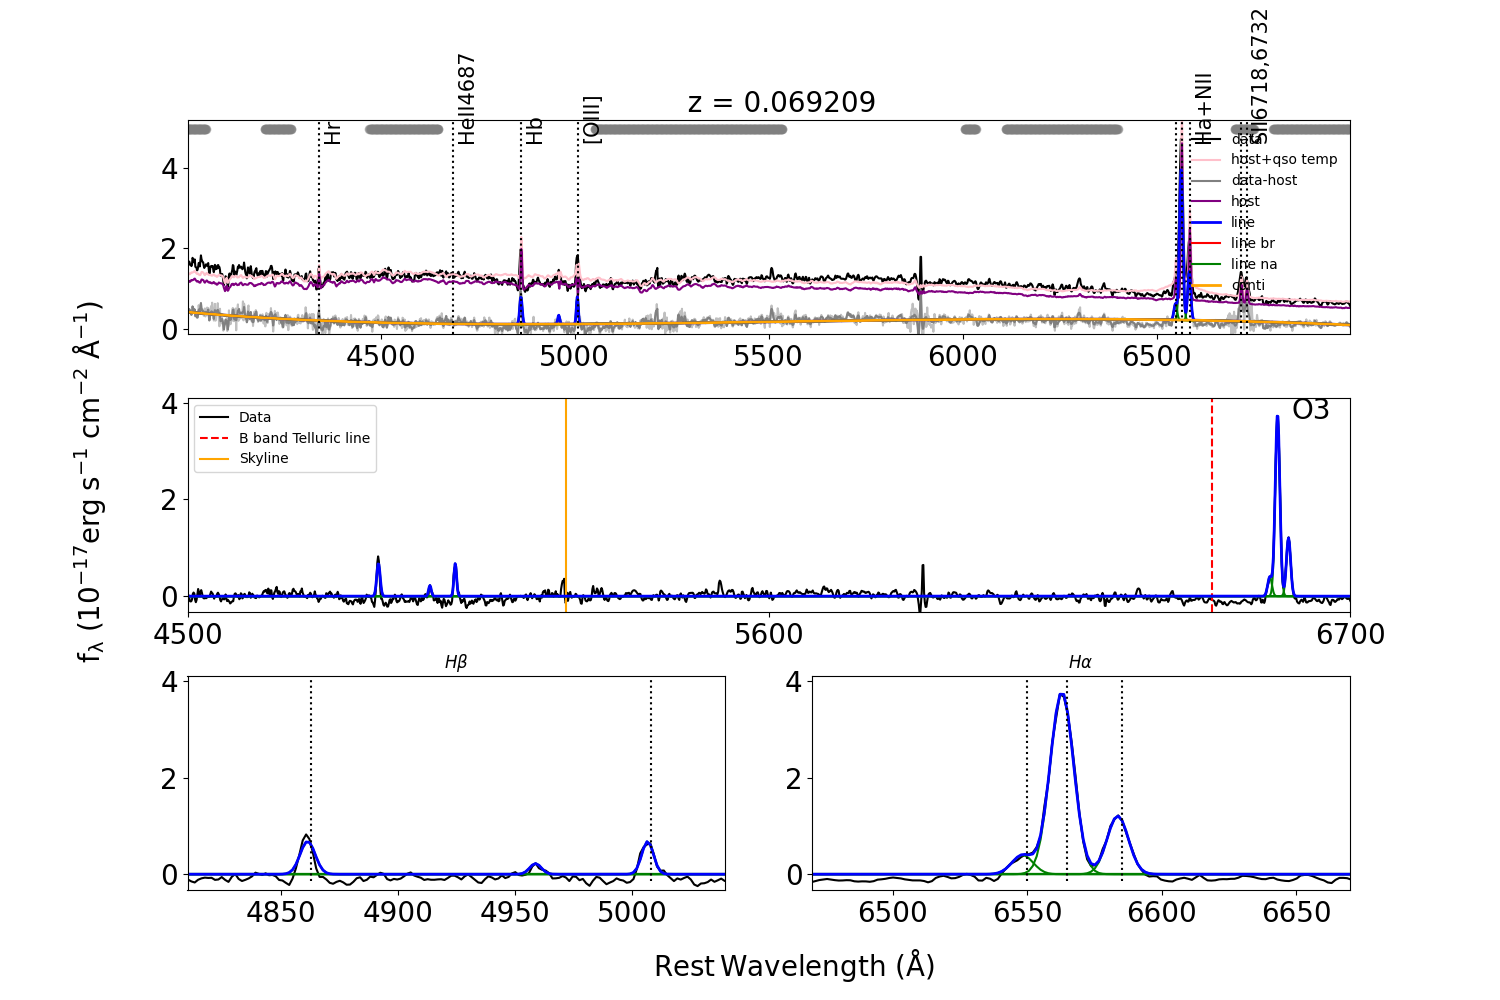 z = 0.069209
Hr
HeII4687
Hb
[OIII]
Ha+NII
SII6718,6732
data
host+qso temp
data-host
host
line
line br
line na
conti
4
2
0
4500
5000
5500
6000
6500
Data
B band Telluric line
Skyline
O3
4
2
0
4500
5600
6700
Hβ
4
2
0
4850
4900
4950
5000
Hα
4
2
0
6500
6550
6600
6650
fλ (10−17erg s−1 cm−2 Å−1)
Rest Wavelength (Å)